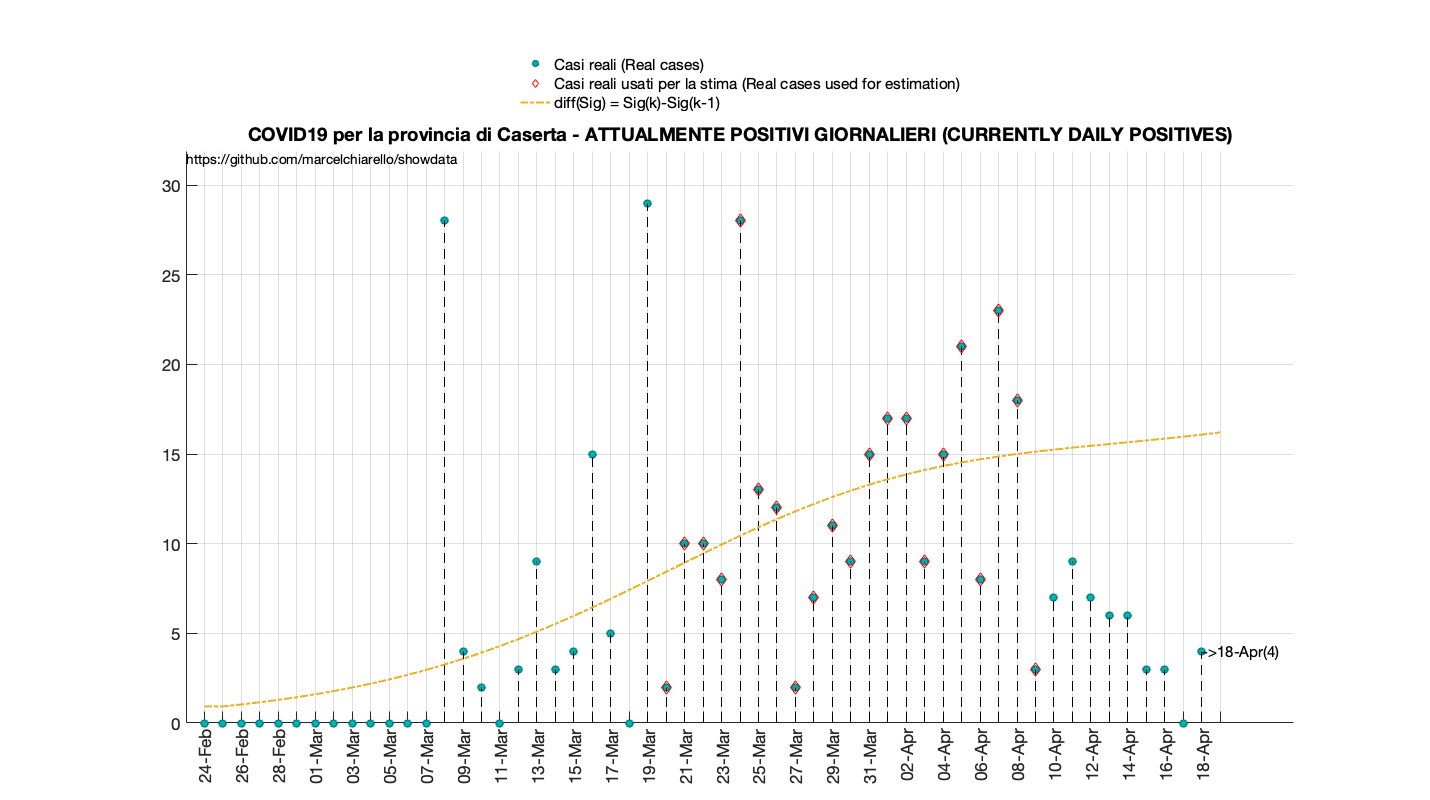 Casi reali (Real cases)
Casi reali usati per la stima (Real cases used for estimation)
diff(Sig) = Sig(k)-Sig(k-1)
COVID19 per la provincia di Caserta - ATTUALMENTE POSITIVI GIORNALIERI (CURRENTLY DAILY POSITIVES)
https://github.com/marcelchiarello/showdata
30
25
20
15
10
5
0
->18-Apr(4)
24-Feb
26-Feb
28-Feb
01-Mar
03-Mar
05-Mar
07-Mar
09-Mar
11-Mar
13-Mar
15-Mar
17-Mar
19-Mar
21-Mar
23-Mar
25-Mar
27-Mar
29-Mar
31-Mar
02-Apr
04-Apr
06-Apr
08-Apr
10-Apr
12-Apr
14-Apr
16-Apr
18-Apr